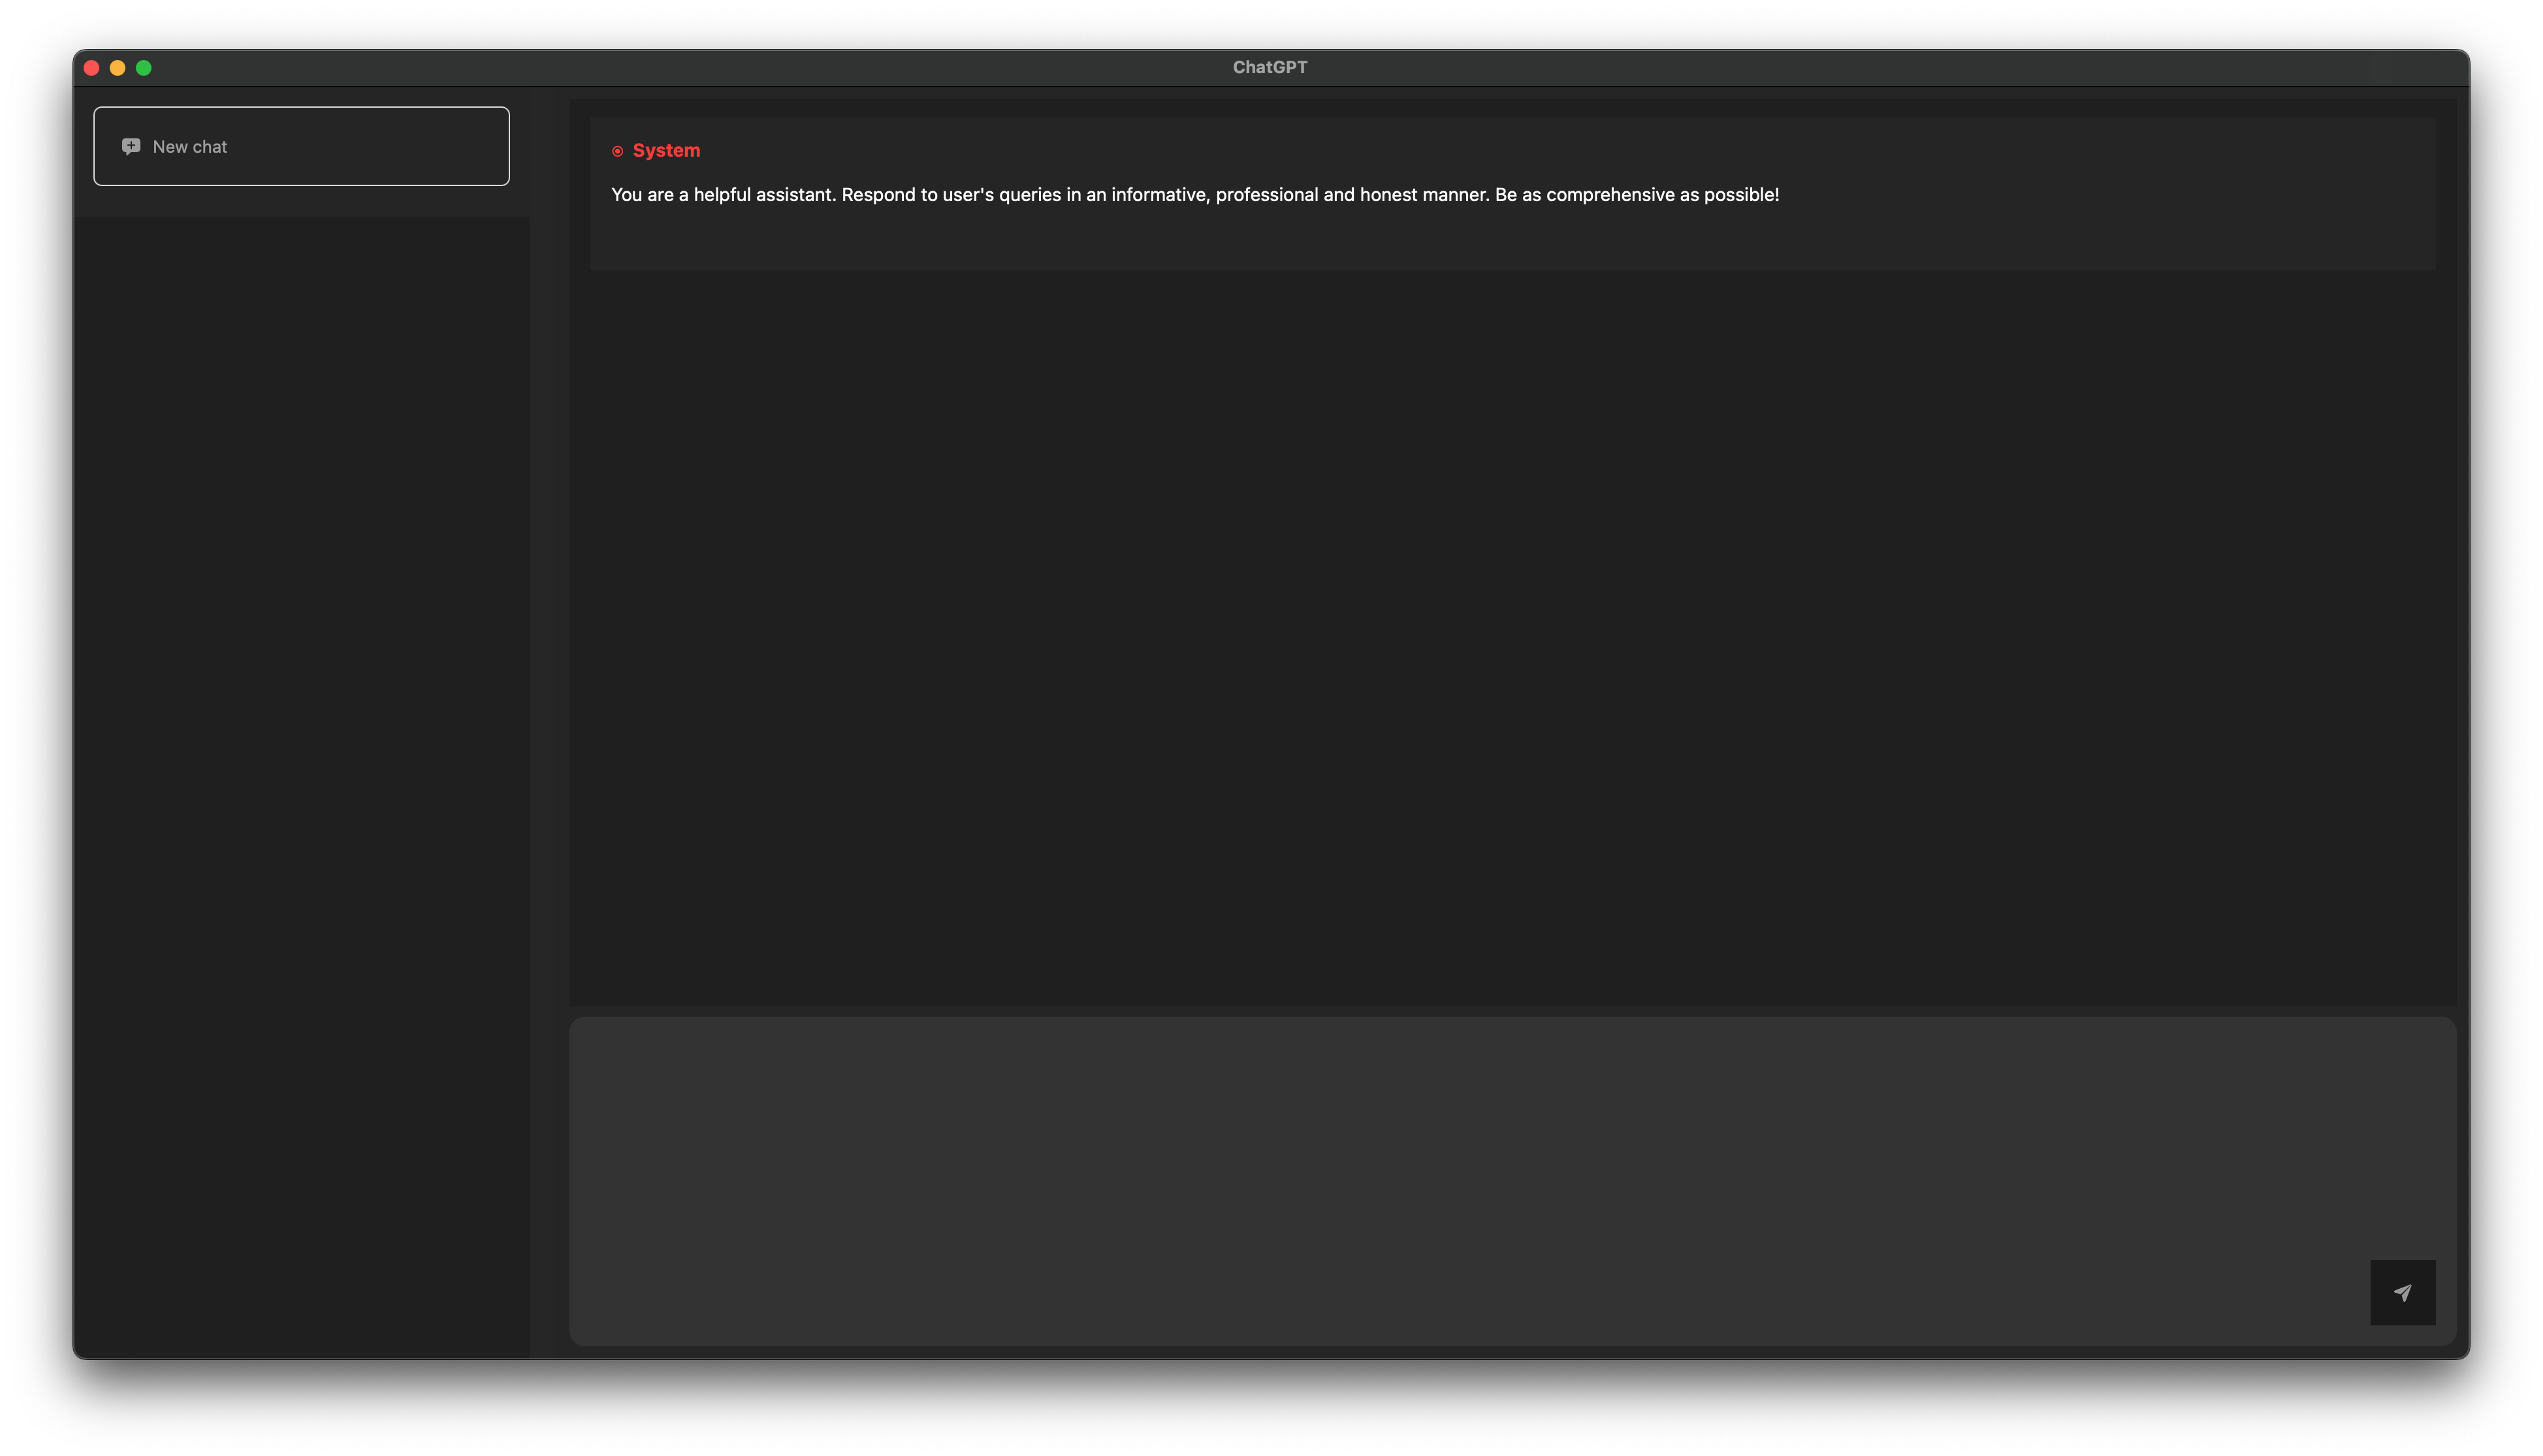 ChatGPT
New chat
System
You are a helpful assistant. Respond to user's queries in an informative, professional and honest manner. Be as comprehensive as possible!